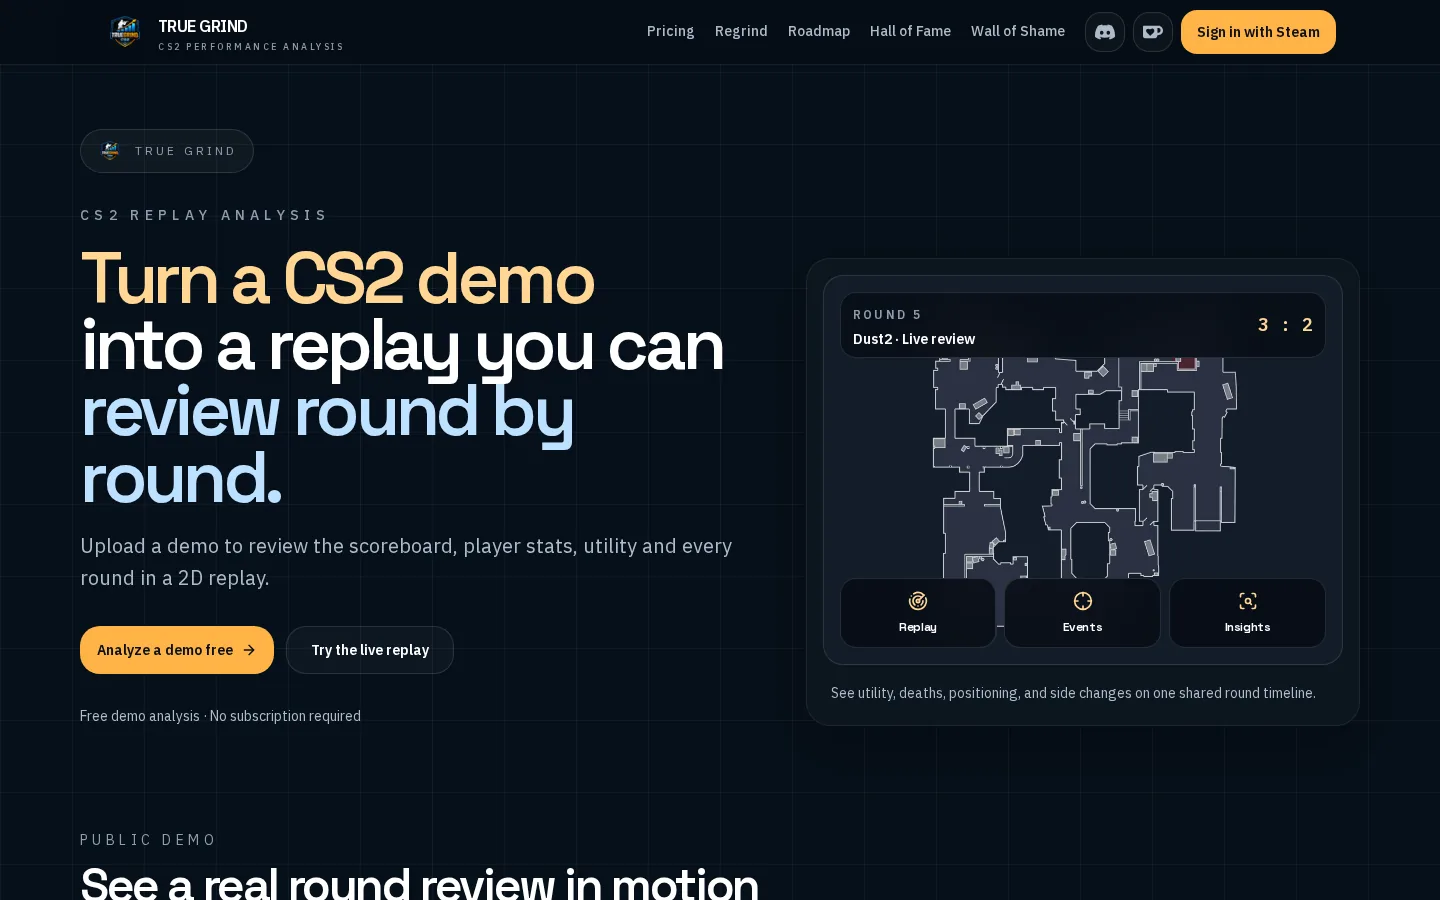 TRUE GRIND
CS2 PERFORMANCE ANALYSIS
Pricing
Regrind
Roadmap
Hall of Fame
Wall of Shame
Sign in with Steam
TRUE GRIND
CS2 REPLAY ANALYSIS
Turn a CS2 demo
into a replay you can
review round by
round.
Upload a demo to review the scoreboard, player stats, utility and every
round in a 2D replay.
Analyze a demo free
Try the live replay
Free demo analysis · No subscription required
ROUND 5
Dust2 · Live review
3 : 2
Replay
Events
Insights
See utility, deaths, positioning, and side changes on one shared round timeline.
PUBLIC DEMO
See a real round review in motion